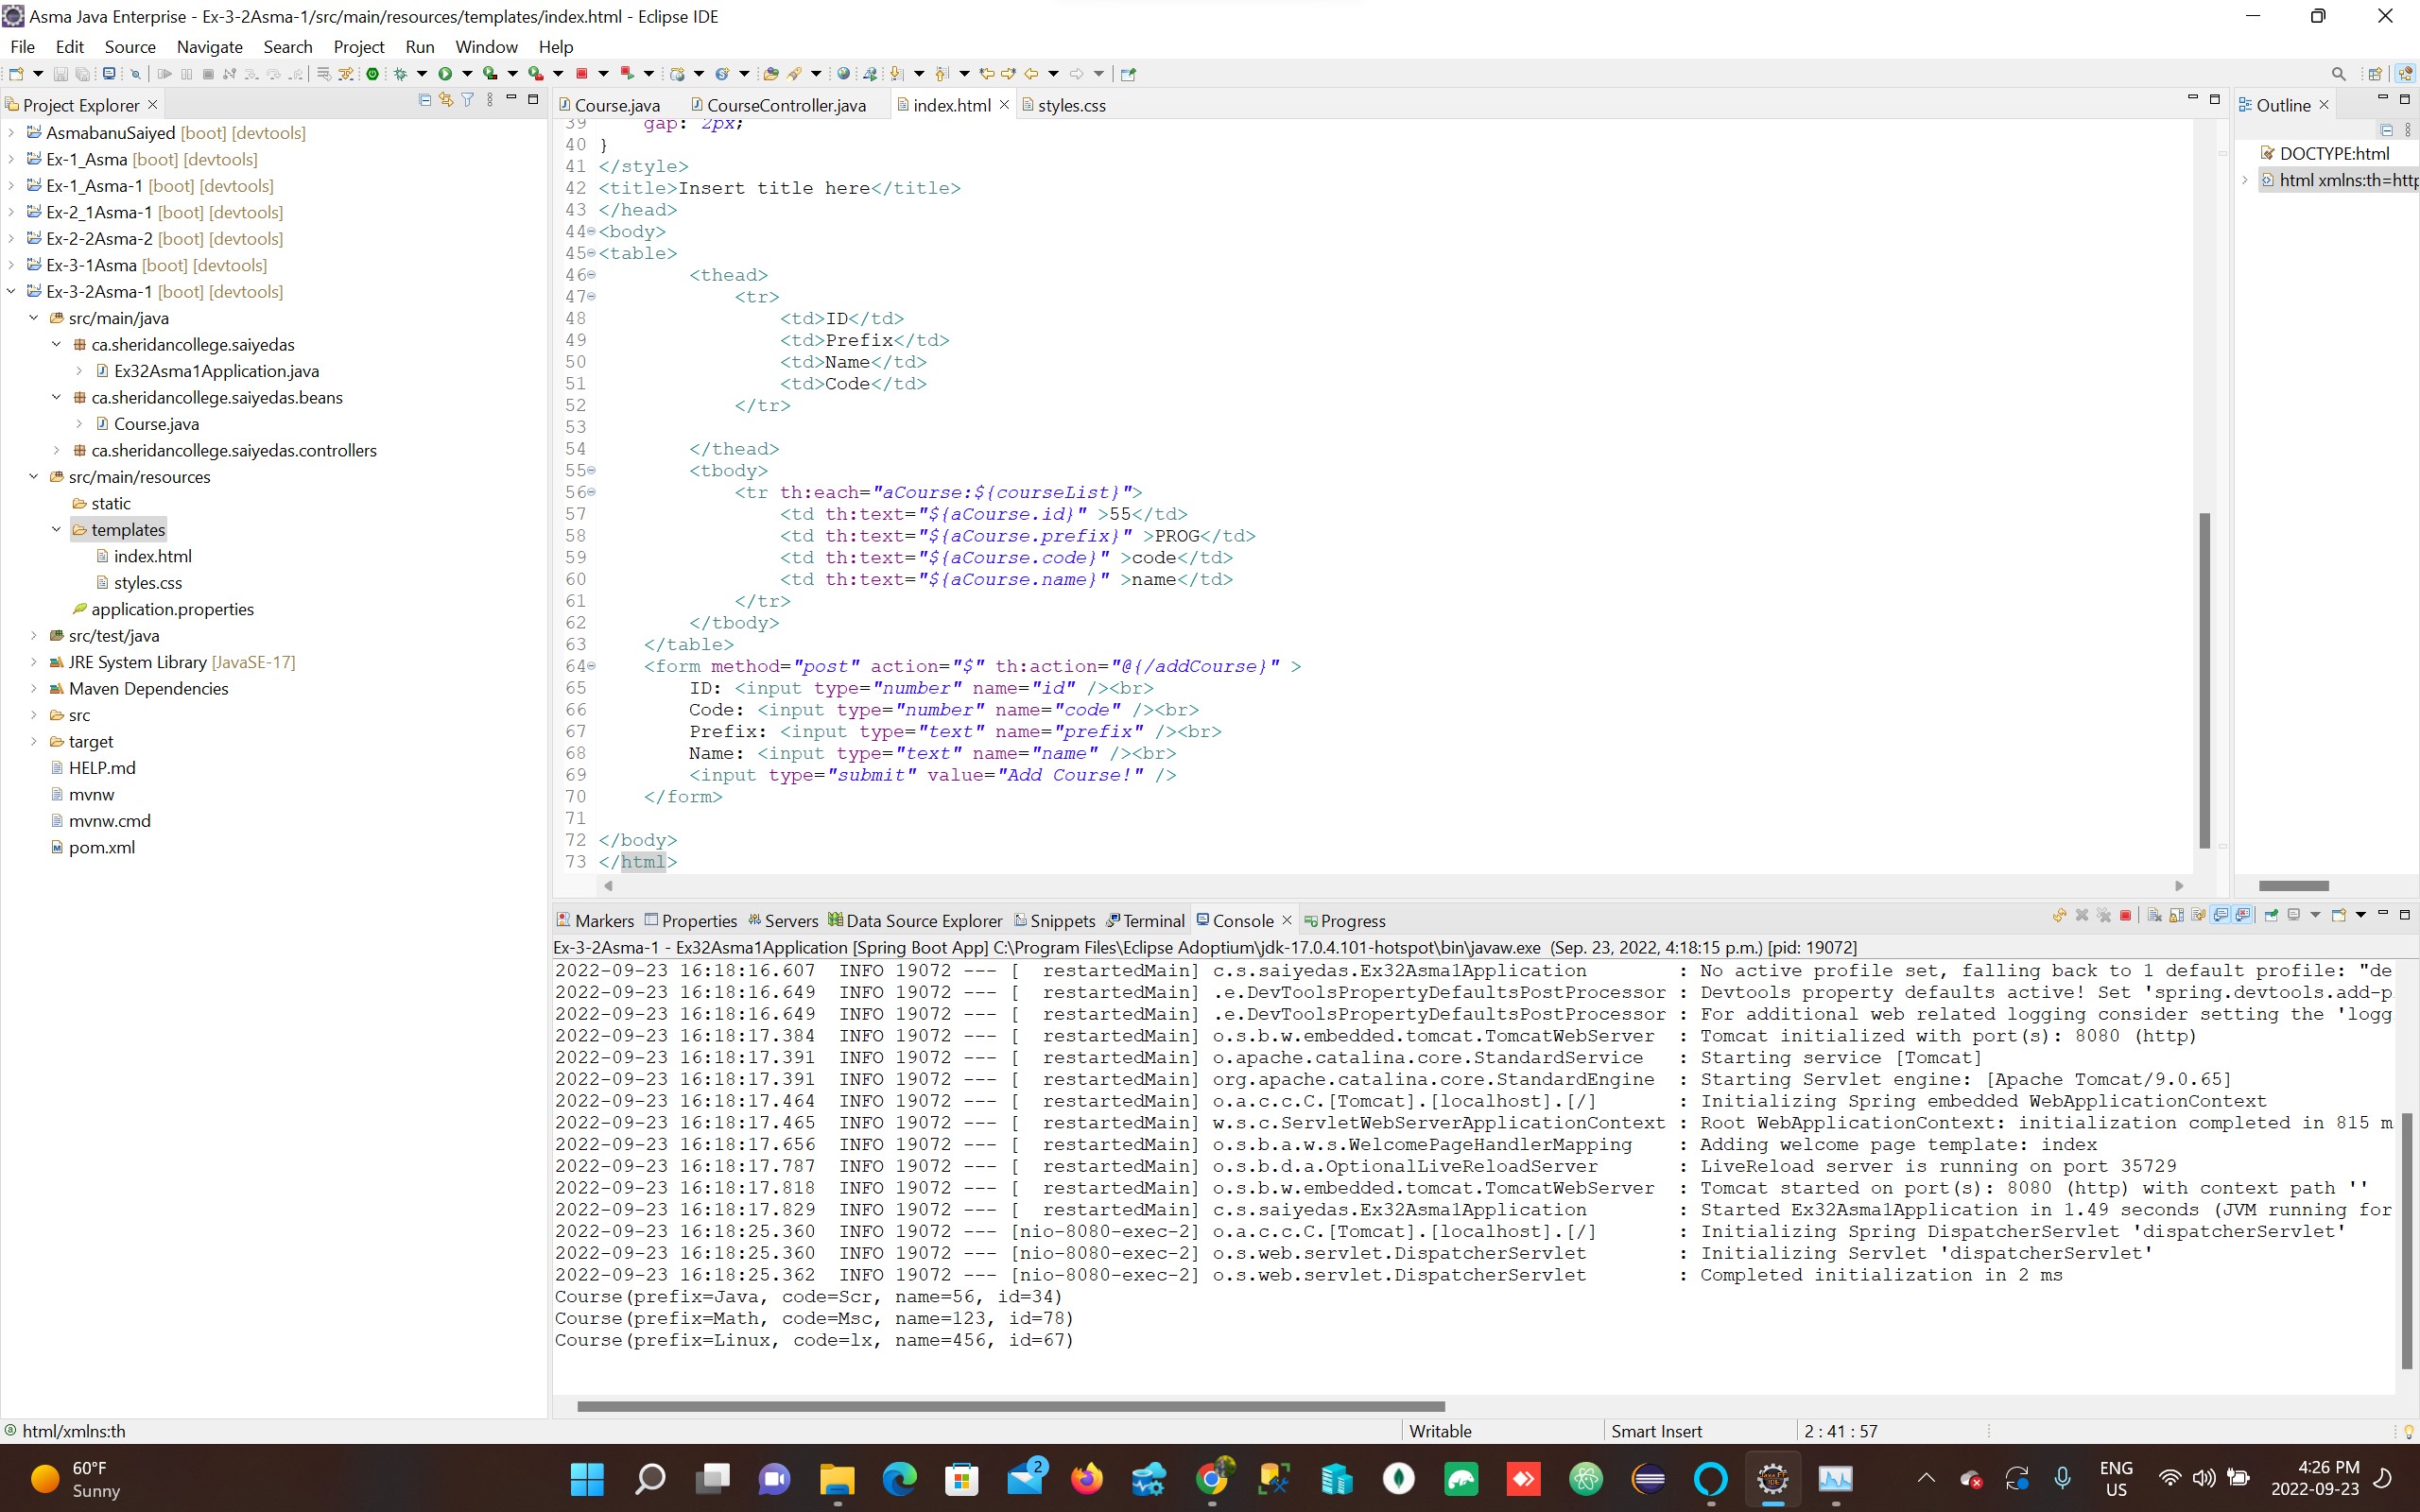 Asma Java Enterprise - Ex-3-2Asma-1/src/main/resources/templates/index.html - Eclipse IDE
File Edit Source Navigate Search Project Run Window Help
Project Explorer
AsmabanuSaiyed [boot] [devtools]
Ex-1_Asma [boot] [devtools]
Ex-1_Asma-1 [boot] [devtools]
Ex-2_1Asma-1 [boot] [devtools]
Ex-2-2Asma-2 [boot] [devtools]
Ex-3-1Asma [boot] [devtools]
Ex-3-2Asma-1 [boot] [devtools]
src/main/java
ca.sheridancollege.saiyedas
Ex32Asma1Application.java
ca.sheridancollege.saiyedas.beans
Course.java
ca.sheridancollege.saiyedas.controllers
src/main/resources
static
templates
index.html
styles.css
application.properties
src/test/java
JRE System Library [JavaSE-17]
Maven Dependencies
src
target
HELP.md
mvnw
mvnw.cmd
pom.xml
Course.java CourseController.java index.html styles.css
39 gap: 2px;
40 }
41 </style>
42 <title>Insert title here</title>
43 </head>
44 <body>
45 <table>
46 <thead>
47 <tr>
48 <td>ID</td>
49 <td>Prefix</td>
50 <td>Name</td>
51 <td>Code</td>
52 </tr>
53
54 </thead>
55 <tbody>
56 <tr th:each="aCourse:${courseList}">
57 <td th:text="${aCourse.id}" >55</td>
58 <td th:text="${aCourse.prefix}" >PROG</td>
59 <td th:text="${aCourse.code}" >code</td>
60 <td th:text="${aCourse.name}" >name</td>
61 </tr>
62 </tbody>
63 </table>
64 <form method="post" action="$" th:action="@{/addCourse}" >
65 ID: <input type="number" name="id" /><br>
66 Code: <input type="number" name="code" /><br>
67 Prefix: <input type="text" name="prefix" /><br>
68 Name: <input type="text" name="name" /><br>
69 <input type="submit" value="Add Course!" />
70 </form>
71
72 </body>
73 </html>
Outline
DOCTYPE:html
html xmlns:th=http
Markers Properties Servers Data Source Explorer Snippets Terminal Console Progress
Ex-3-2Asma-1 - Ex32Asma1Application [Spring Boot App] C:\Program Files\Eclipse Adoptium\jdk-17.0.4.101-hotspot\bin\javaw.exe (Sep. 23, 2022, 4:18:15 p.m.) [pid: 19072]
2022-09-23 16:18:16.607 INFO 19072 --- [ restartedMain] c.s.saiyedas.Ex32Asma1Application : No active profile set, falling back to 1 default profile: "de
2022-09-23 16:18:16.649 INFO 19072 --- [ restartedMain] .e.DevToolsPropertyDefaultsPostProcessor : Devtools property defaults active! Set 'spring.devtools.add-p
2022-09-23 16:18:16.649 INFO 19072 --- [ restartedMain] .e.DevToolsPropertyDefaultsPostProcessor : For additional web related logging consider setting the 'logg
2022-09-23 16:18:17.384 INFO 19072 --- [ restartedMain] o.s.b.w.embedded.tomcat.TomcatWebServer : Tomcat initialized with port(s): 8080 (http)
2022-09-23 16:18:17.391 INFO 19072 --- [ restartedMain] o.apache.catalina.core.StandardService : Starting service [Tomcat]
2022-09-23 16:18:17.391 INFO 19072 --- [ restartedMain] org.apache.catalina.core.StandardEngine : Starting Servlet engine: [Apache Tomcat/9.0.65]
2022-09-23 16:18:17.464 INFO 19072 --- [ restartedMain] o.a.c.c.C.[Tomcat].[localhost].[/] : Initializing Spring embedded WebApplicationContext
2022-09-23 16:18:17.465 INFO 19072 --- [ restartedMain] w.s.c.ServletWebServerApplicationContext : Root WebApplicationContext: initialization completed in 815 m
2022-09-23 16:18:17.656 INFO 19072 --- [ restartedMain] o.s.b.a.w.s.WelcomePageHandlerMapping : Adding welcome page template: index
2022-09-23 16:18:17.787 INFO 19072 --- [ restartedMain] o.s.b.d.a.OptionalLiveReloadServer : LiveReload server is running on port 35729
2022-09-23 16:18:17.818 INFO 19072 --- [ restartedMain] o.s.b.w.embedded.tomcat.TomcatWebServer : Tomcat started on port(s): 8080 (http) with context path ''
2022-09-23 16:18:17.829 INFO 19072 --- [ restartedMain] c.s.saiyedas.Ex32Asma1Application : Started Ex32Asma1Application in 1.49 seconds (JVM running for
2022-09-23 16:18:25.360 INFO 19072 --- [nio-8080-exec-2] o.a.c.c.C.[Tomcat].[localhost].[/] : Initializing Spring DispatcherServlet 'dispatcherServlet'
2022-09-23 16:18:25.360 INFO 19072 --- [nio-8080-exec-2] o.s.web.servlet.DispatcherServlet : Initializing Servlet 'dispatcherServlet'
2022-09-23 16:18:25.362 INFO 19072 --- [nio-8080-exec-2] o.s.web.servlet.DispatcherServlet : Completed initialization in 2 ms
Course(prefix=Java, code=Scr, name=56, id=34)
Course(prefix=Math, code=Msc, name=123, id=78)
Course(prefix=Linux, code=lx, name=456, id=67)
html/xmlns:th Writable Smart Insert 2 : 41 : 57
60°F
Sunny
2
ENG
US
4:26 PM
2022-09-23